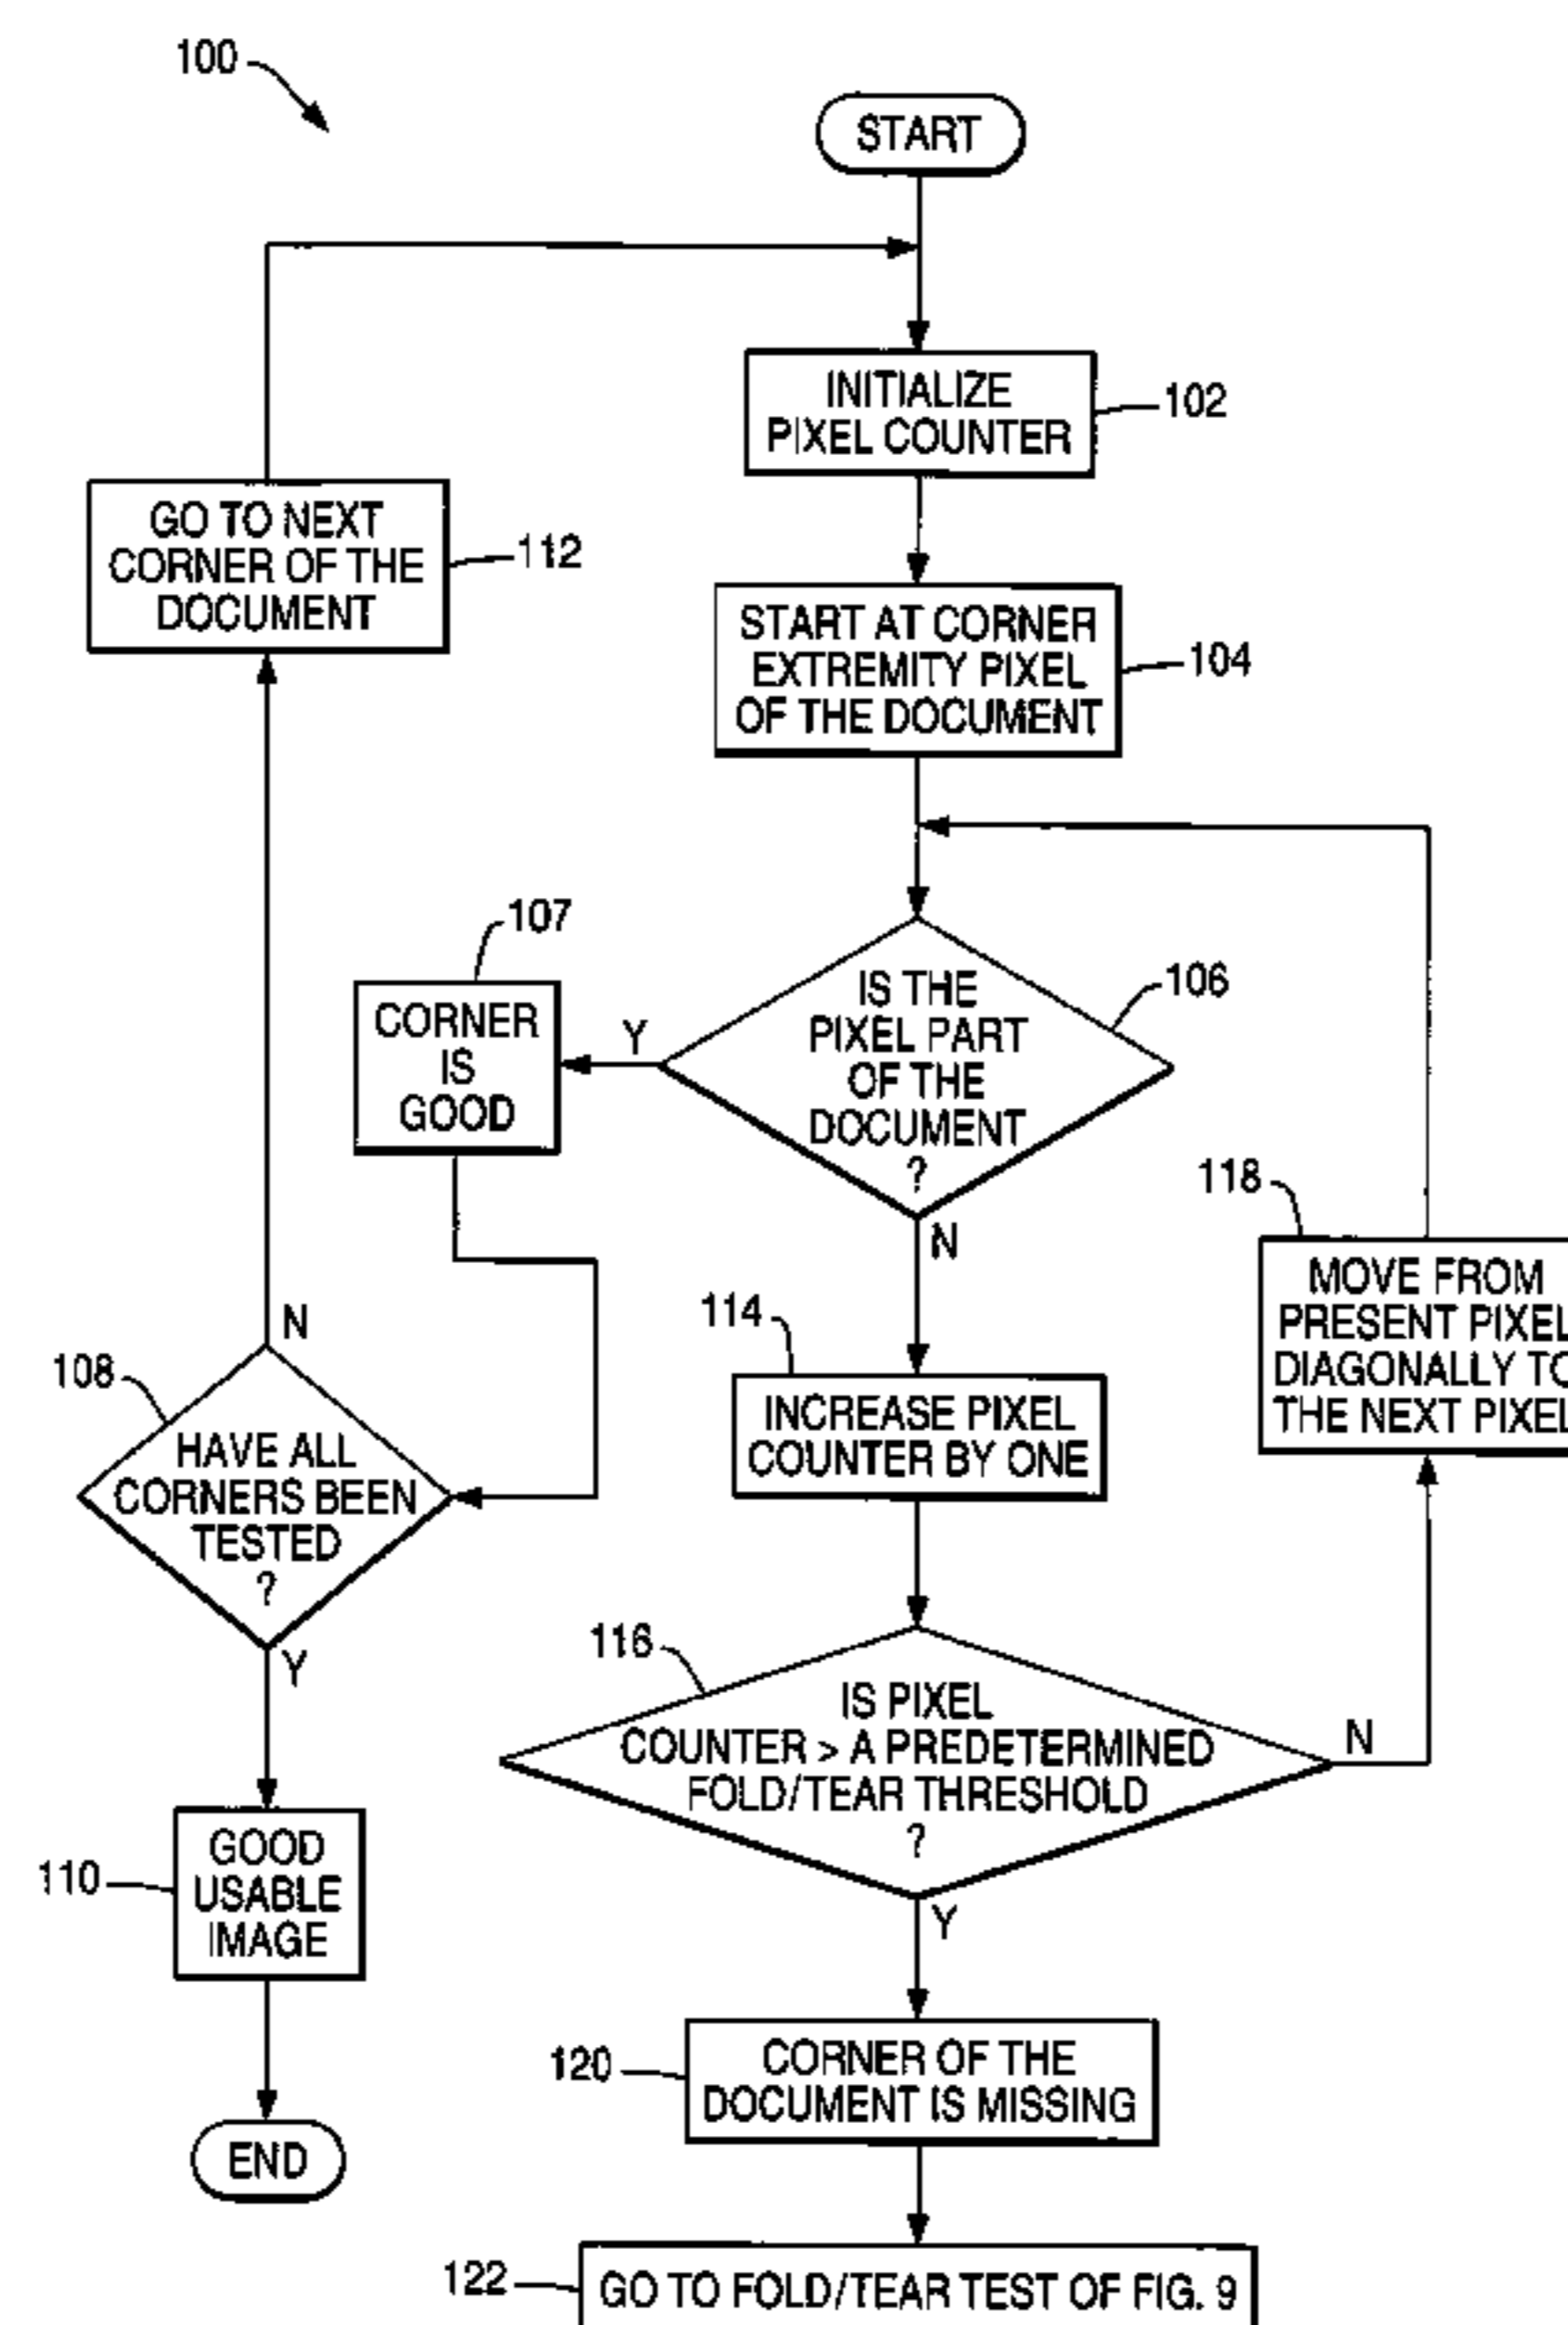 100
START
INITIALIZE
PIXEL COUNTER
102
GO TO NEXT
CORNER OF THE
DOCUMENT
112
START AT CORNER
EXTREMITY PIXEL
OF THE DOCUMENT
104
107
CORNER
IS
GOOD
Y
IS THE
PIXEL PART
OF THE
DOCUMENT
?
106
N
118
MOVE FROM
PRESENT PIXEL
DIAGONALLY TO
THE NEXT PIXEL
114
INCREASE PIXEL
COUNTER BY ONE
N
108
HAVE ALL
CORNERS BEEN
TESTED
?
Y
116
IS PIXEL
COUNTER > A PREDETERMINED
FOLD/TEAR THRESHOLD
?
N
Y
110
GOOD
USABLE
IMAGE
END
120
CORNER OF THE
DOCUMENT IS MISSING
122
GO TO FOLD/TEAR TEST OF FIG. 9